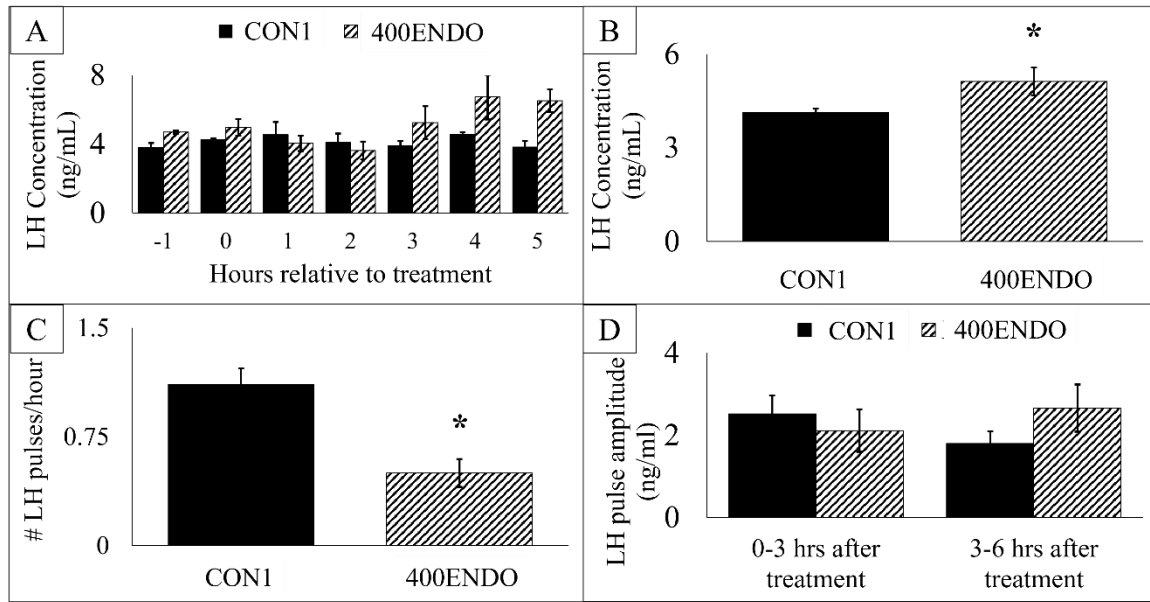 A
CON1 400ENDO
LH Concentration
(ng/mL)
8
4
0
-1 0 1 2 3 4 5
Hours relative to treatment
B
LH Concentration
(ng/mL)
6
3
0
*
CON1 400ENDO
C
# LH pulses/hour
1.5
0.75
0
*
CON1 400ENDO
D
CON1 400ENDO
LH pulse amplitude
(ng/ml)
4
2
0
0-3 hrs after
treatment
3-6 hrs after
treatment